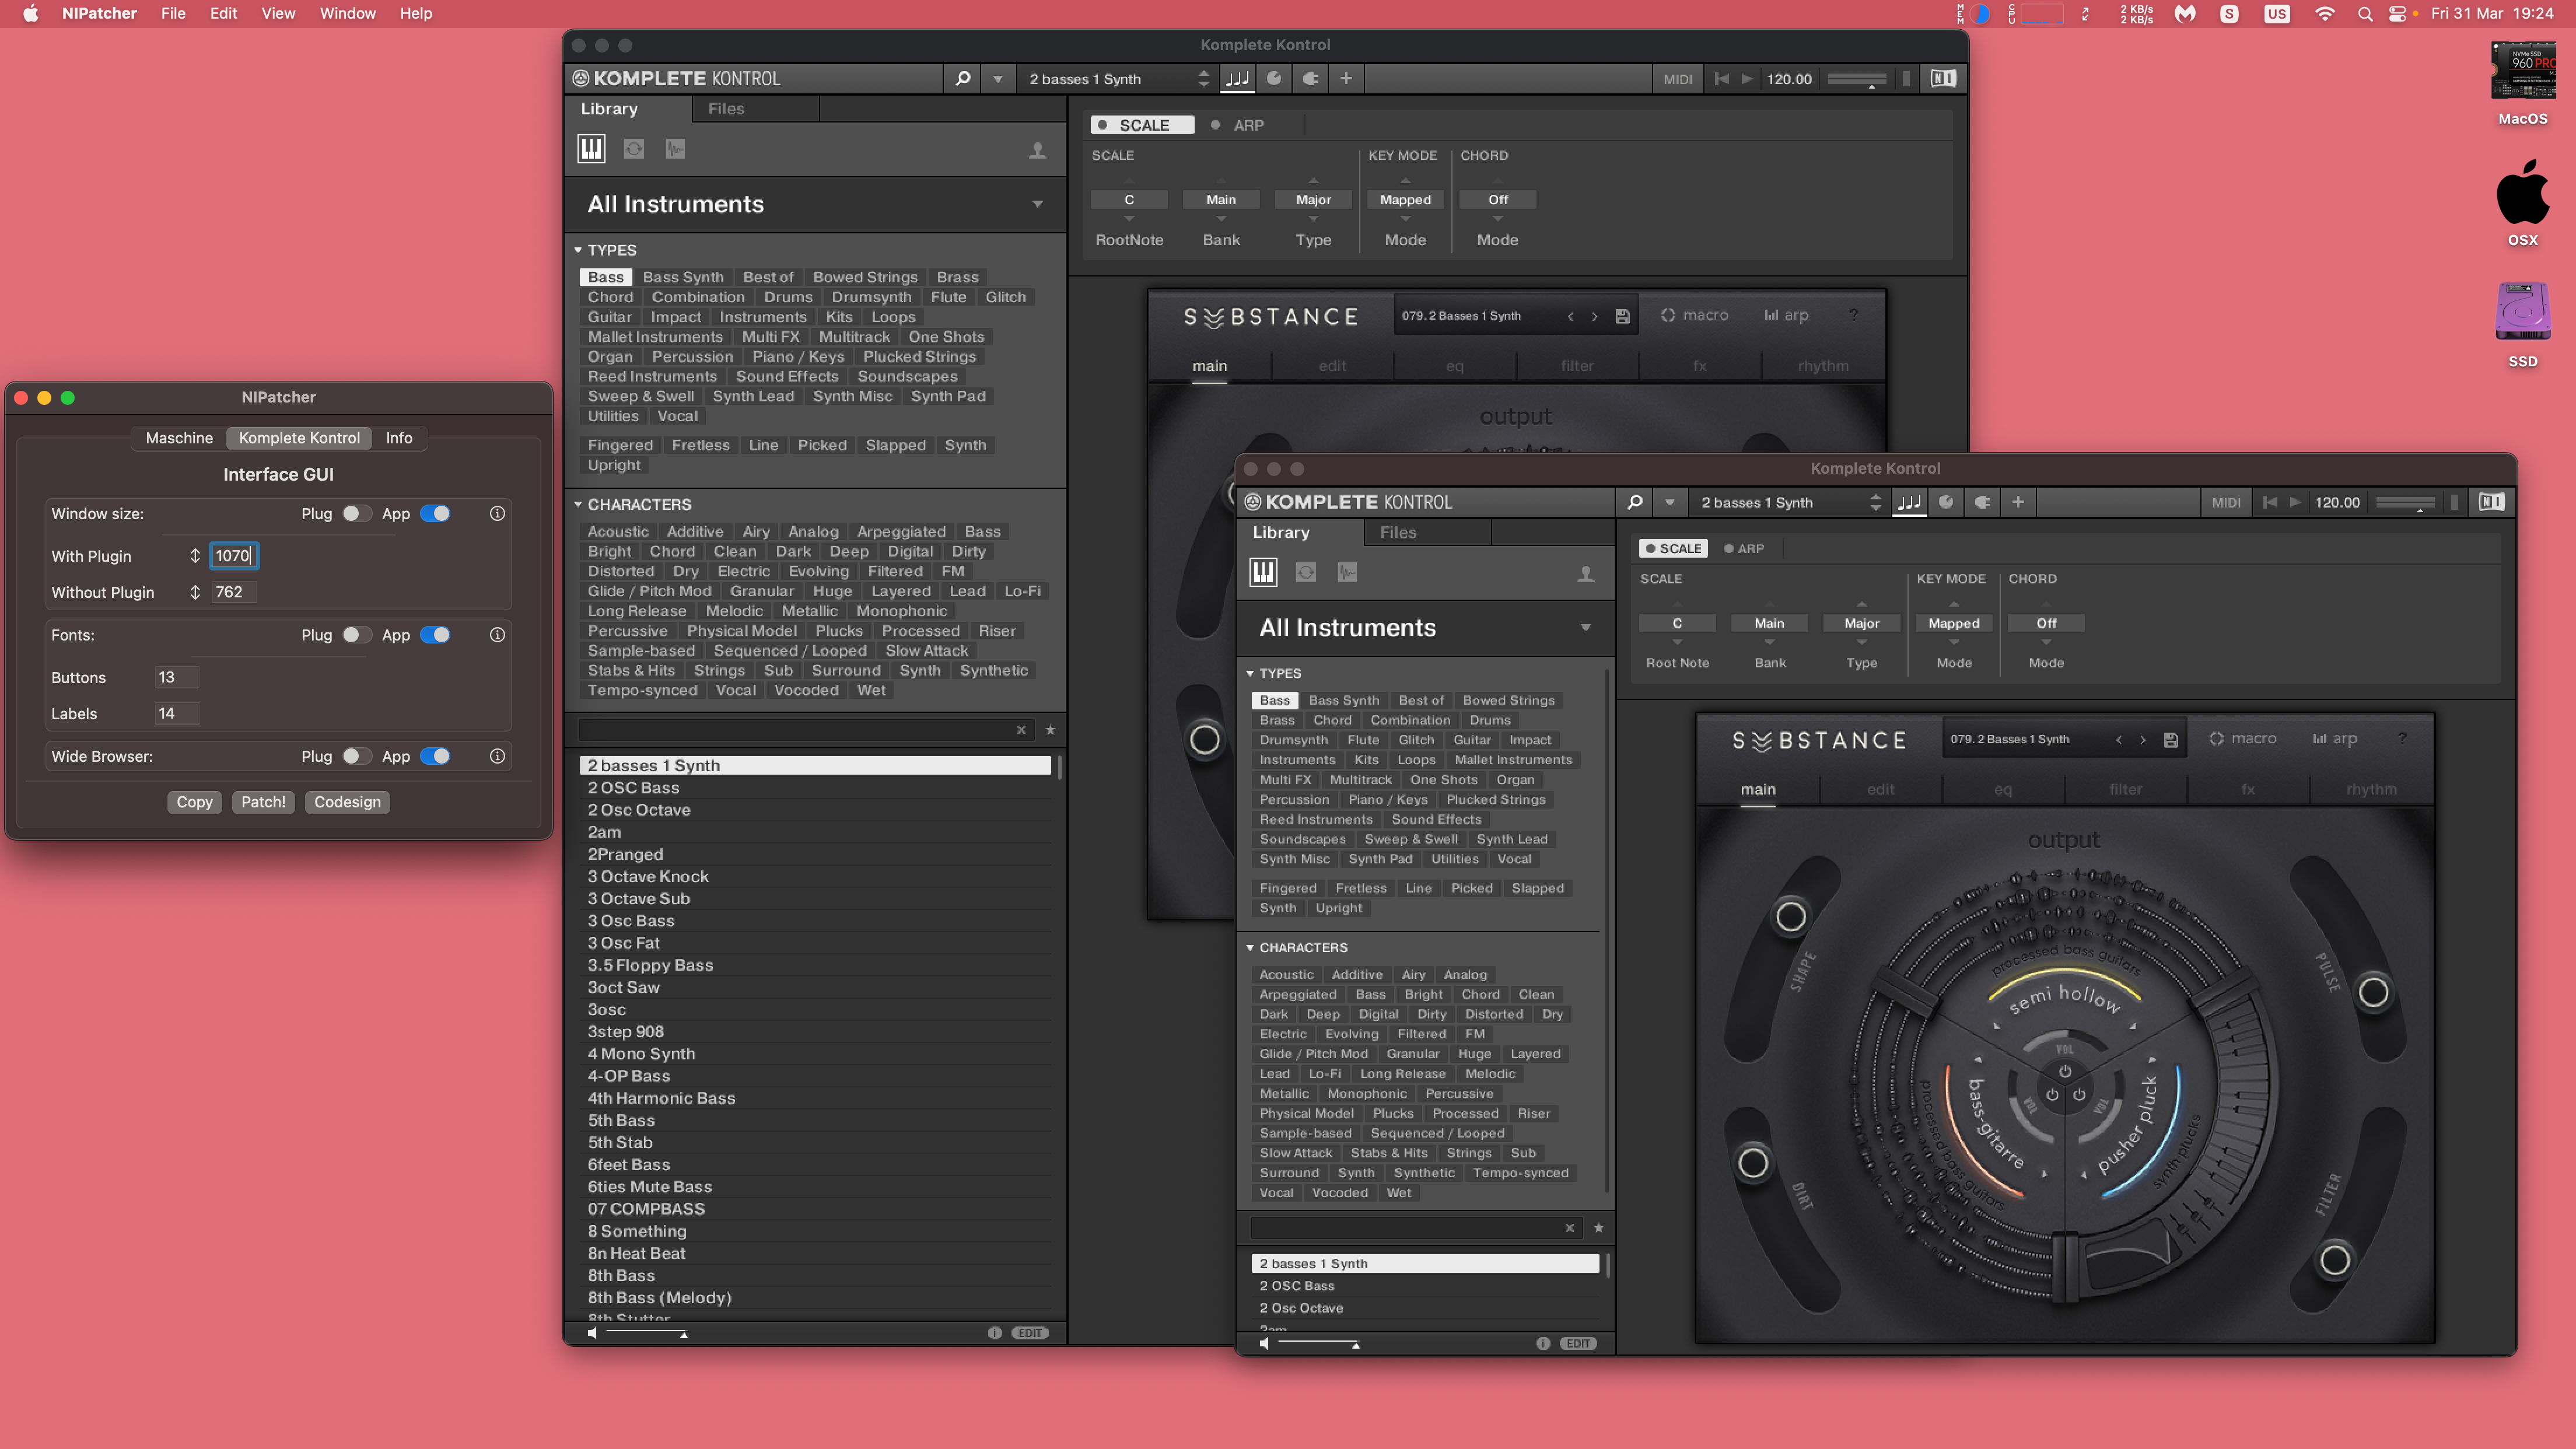 NIPatcher File Edit View Window Help
MEM CPU 2 KB/s 2 KB/s S US Fri 31 Mar 19:24
NVMe SSD
960 PRO
MacOS
OSX
SSD
NIPatcher
Maschine Komplete Kontrol Info
Interface GUI
Window size: Plug App
With Plugin 1070
Without Plugin 762
Fonts: Plug App
Buttons 13
Labels 14
Wide Browser: Plug App
Copy Patch! Codesign
Komplete Kontrol
KOMPLETE KONTROL 2 basses 1 Synth MIDI 120.00 NI
Library Files
All Instruments
TYPES
Bass Bass Synth Best of Bowed Strings Brass
Chord Combination Drums Drumsynth Flute Glitch
Guitar Impact Instruments Kits Loops
Mallet Instruments Multi FX Multitrack One Shots
Organ Percussion Piano / Keys Plucked Strings
Reed Instruments Sound Effects Soundscapes
Sweep & Swell Synth Lead Synth Misc Synth Pad
Utilities Vocal
Fingered Fretless Line Picked Slapped Synth
Upright
CHARACTERS
Acoustic Additive Airy Analog Arpeggiated Bass
Bright Chord Clean Dark Deep Digital Dirty
Distorted Dry Electric Evolving Filtered FM
Glide / Pitch Mod Granular Huge Layered Lead Lo-Fi
Long Release Melodic Metallic Monophonic
Percussive Physical Model Plucks Processed Riser
Sample-based Sequenced / Looped Slow Attack
Stabs & Hits Strings Sub Surround Synth Synthetic
Tempo-synced Vocal Vocoded Wet
2 basses 1 Synth
2 OSC Bass
2 Osc Octave
2am
2Pranged
3 Octave Knock
3 Octave Sub
3 Osc Bass
3 Osc Fat
3.5 Floppy Bass
3oct Saw
3osc
3step 908
4 Mono Synth
4-OP Bass
4th Harmonic Bass
5th Bass
5th Stab
6feet Bass
6ties Mute Bass
07 COMPBASS
8 Something
8n Heat Beat
8th Bass
8th Bass (Melody)
8th Stutter
EDIT
SCALE ARP
SCALE KEY MODE CHORD
C Main Major Mapped Off
RootNote Bank Type Mode Mode
SUBSTANCE 079. 2 Basses 1 Synth macro arp ?
main edit eq filter fx rhythm
output
Komplete Kontrol
KOMPLETE KONTROL 2 basses 1 Synth MIDI 120.00 NI
Library Files
All Instruments
TYPES
Bass Bass Synth Best of Bowed Strings
Brass Chord Combination Drums
Drumsynth Flute Glitch Guitar Impact
Instruments Kits Loops Mallet Instruments
Multi FX Multitrack One Shots Organ
Percussion Piano / Keys Plucked Strings
Reed Instruments Sound Effects
Soundscapes Sweep & Swell Synth Lead
Synth Misc Synth Pad Utilities Vocal
Fingered Fretless Line Picked Slapped
Synth Upright
CHARACTERS
Acoustic Additive Airy Analog
Arpeggiated Bass Bright Chord Clean
Dark Deep Digital Dirty Distorted Dry
Electric Evolving Filtered FM
Glide / Pitch Mod Granular Huge Layered
Lead Lo-Fi Long Release Melodic
Metallic Monophonic Percussive
Physical Model Plucks Processed Riser
Sample-based Sequenced / Looped
Slow Attack Stabs & Hits Strings Sub
Surround Synth Synthetic Tempo-synced
Vocal Vocoded Wet
2 basses 1 Synth
2 OSC Bass
2 Osc Octave
2am
EDIT
SCALE ARP
SCALE KEY MODE CHORD
C Main Major Mapped Off
Root Note Bank Type Mode Mode
SUBSTANCE 079. 2 Basses 1 Synth macro arp ?
main edit eq filter fx rhythm
output
SHAPE
PULSE
DIRT
FILTER
processed bass guitars
semi hollow
VOL
VOL
VOL
bass-gitarre
processed bass guitars
pusher pluck
synth plucks